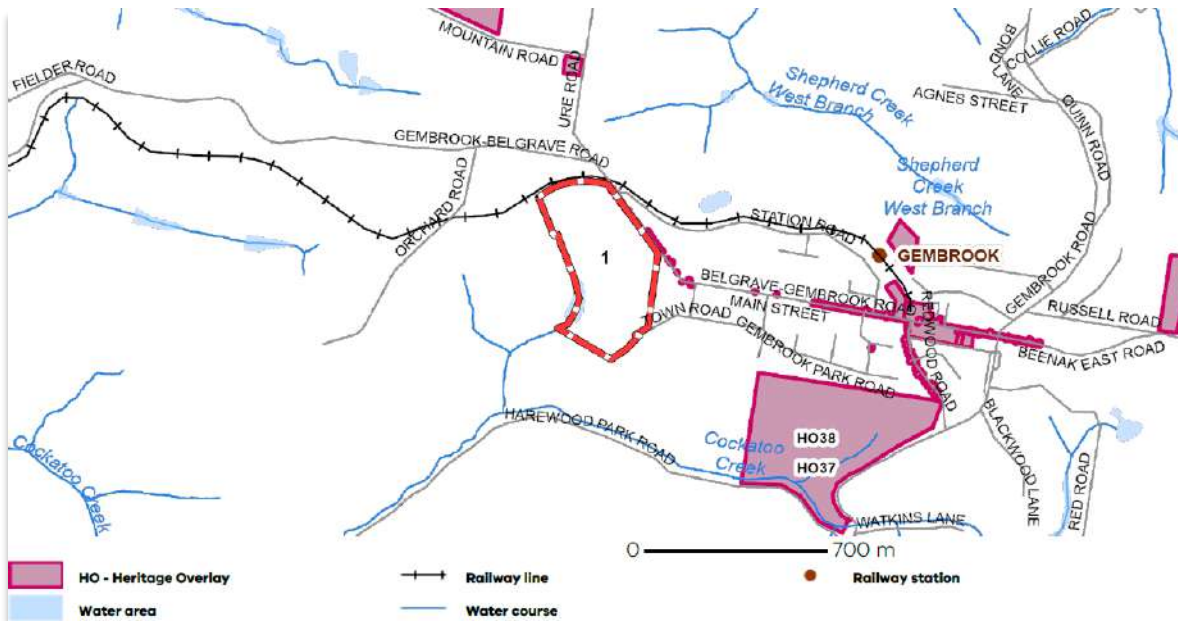 MOUNTAIN ROAD
FIELDER ROAD
URE ROAD
BOND LANE
COLLIE ROAD
Shepherd Creek
West Branch
AGNES STREET
QUINN ROAD
GEMBROOK-BELGRAVE ROAD
ORCHARD ROAD
Shepherd
Creek
West Branch
STATION ROAD
GEMBROOK
1
GEMBROOK ROAD
BELGRAVE-GEMBROOK ROAD
MAIN STREET
REDWOOD ROAD
RUSSELL ROAD
TOWN ROAD
BEENAK EAST ROAD
GEMBROOK PARK ROAD
HAREWOOD PARK ROAD
HO38
HO37
Cockatoo
Creek
BLACKWOOD LANE
RED ROAD
Cockatoo Creek
WATKINS LANE
0 700 m
HO - Heritage Overlay
Railway line
Railway station
Water area
Water course